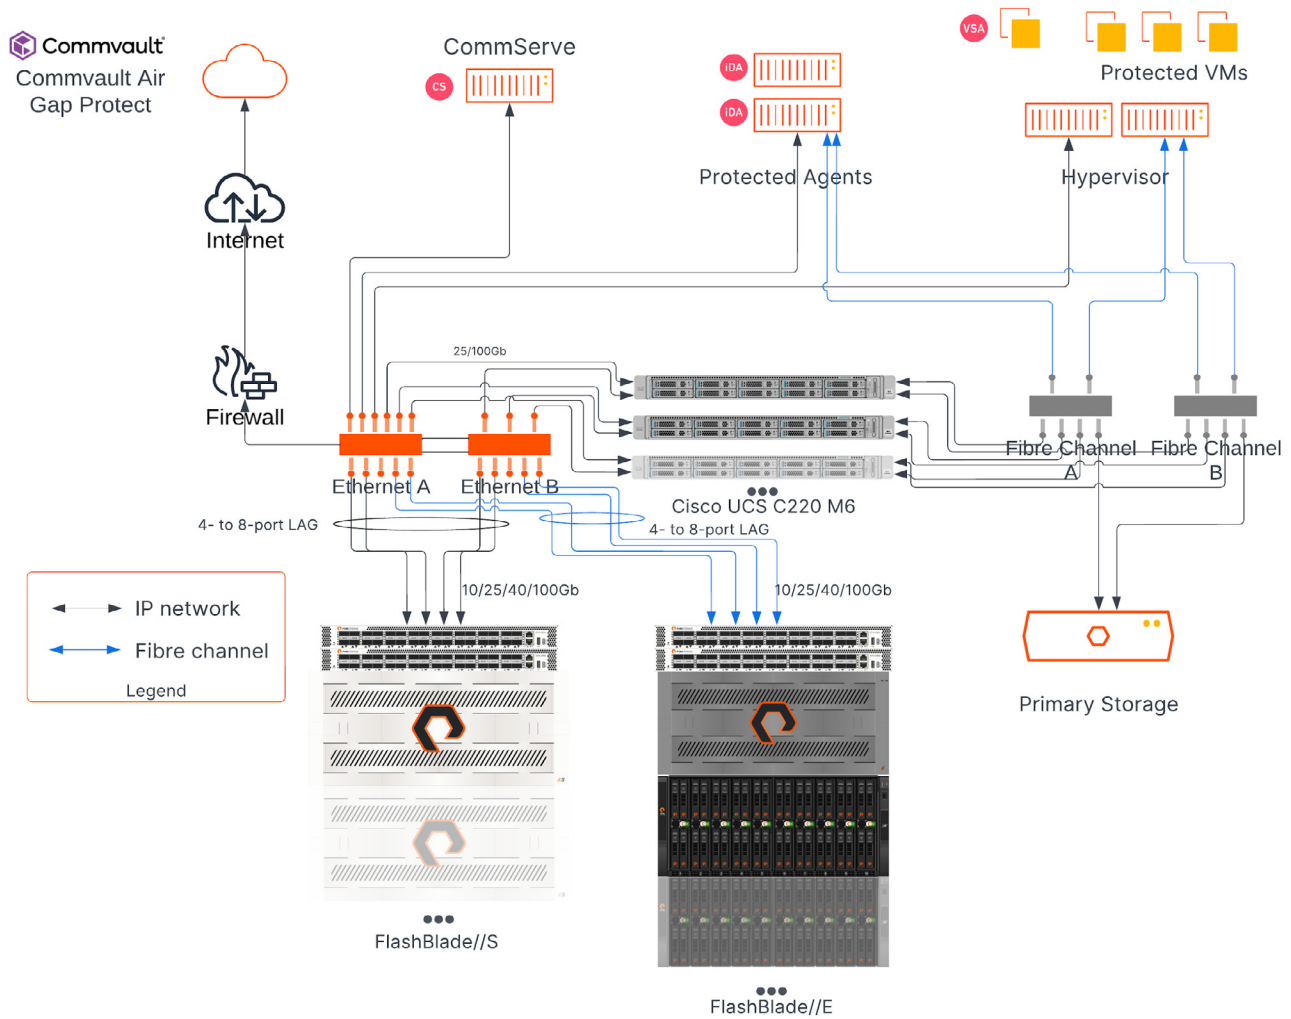 Commvault
Commvault Air
Gap Protect
CommServe
CS
iDA
iDA
Protected Agents
VSA
Protected VMs
Hypervisor
Internet
Firewall
25/100Gb
Ethernet A
Ethernet B
Fibre Channel
A
Fibre Channel
B
Cisco UCS C220 M6
4- to 8-port LAG
4- to 8-port LAG
10/25/40/100Gb
10/25/40/100Gb
IP network
Fibre channel
Legend
Primary Storage
FlashBlade//S
FlashBlade//E